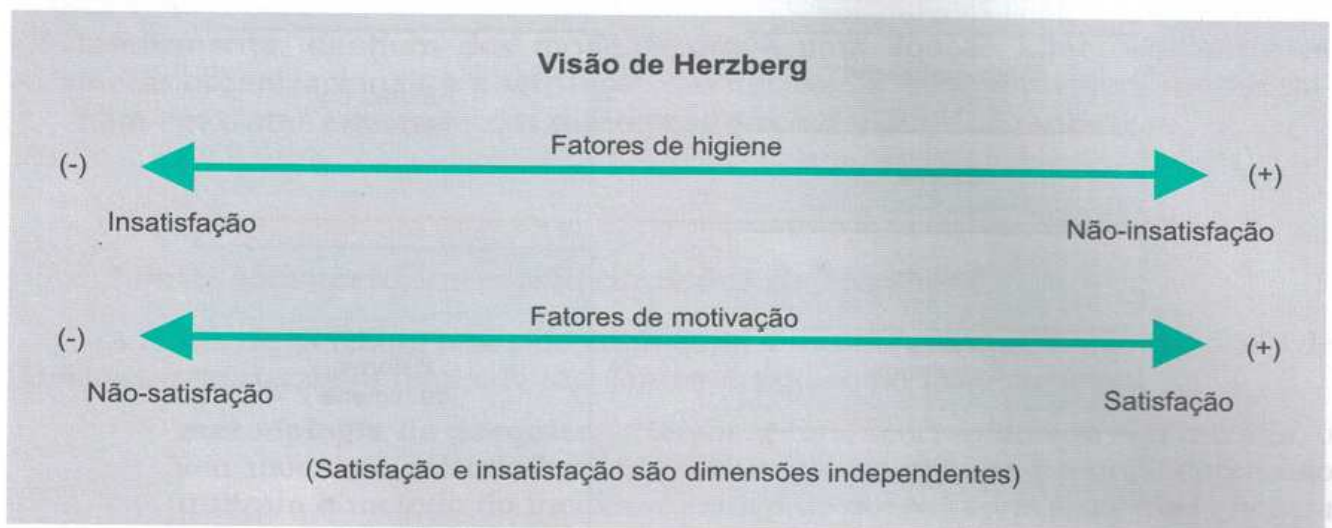 Visão de Herzberg
Fatores de higiene
(-) (+)
Insatisfação Não-insatisfação
Fatores de motivação
(-) (+)
Não-satisfação Satisfação
(Satisfação e insatisfação são dimensões independentes)